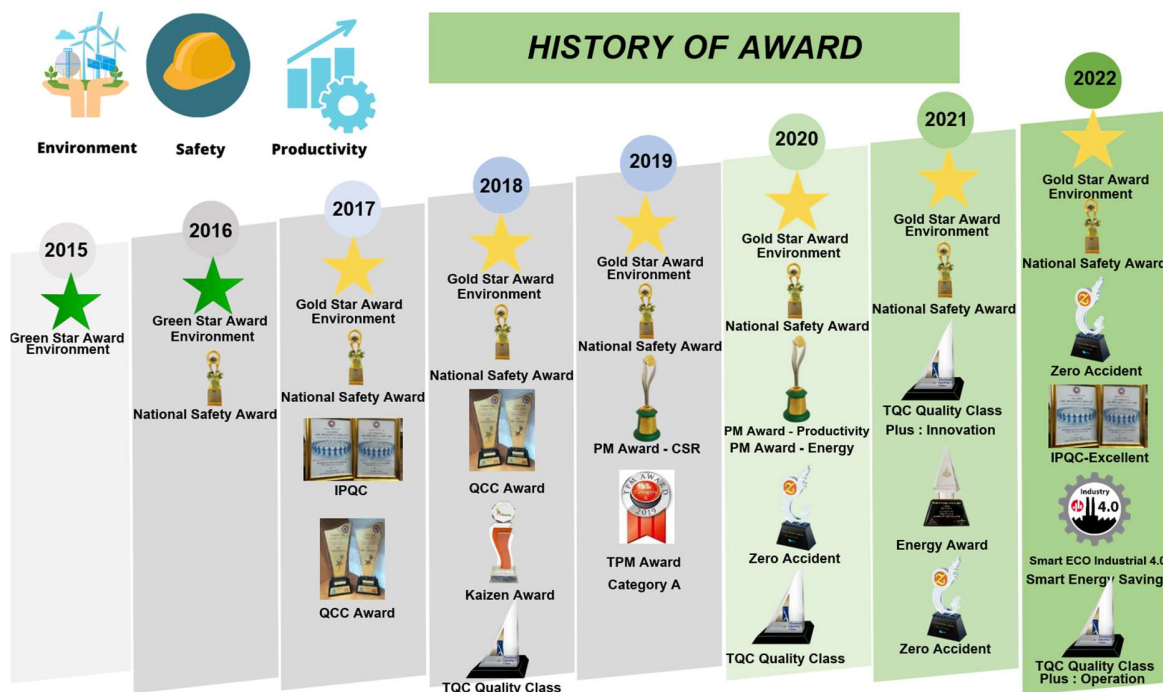 HISTORY OF AWARD
Environment
Safety
Productivity
2015
Green Star Award
Environment
2016
Green Star Award
Environment
National Safety Award
2017
Gold Star Award
Environment
National Safety Award
IPQC
QCC Award
2018
Gold Star Award
Environment
National Safety Award
QCC Award
Kaizen Award
TQC Quality Class
2019
Gold Star Award
Environment
National Safety Award
PM Award - CSR
TPM AWARD
2019
TPM Award
Category A
2020
Gold Star Award
Environment
National Safety Award
PM Award - Productivity
PM Award - Energy
Zero Accident
TQC Quality Class
2021
Gold Star Award
Environment
National Safety Award
TQC Quality Class
Plus : Innovation
Energy Award
Zero Accident
2022
Gold Star Award
Environment
National Safety Award
Zero Accident
IPQC-Excellent
Industry
4.0
Smart ECO Industrial 4.0
Smart Energy Saving
TQC Quality Class
Plus : Operation